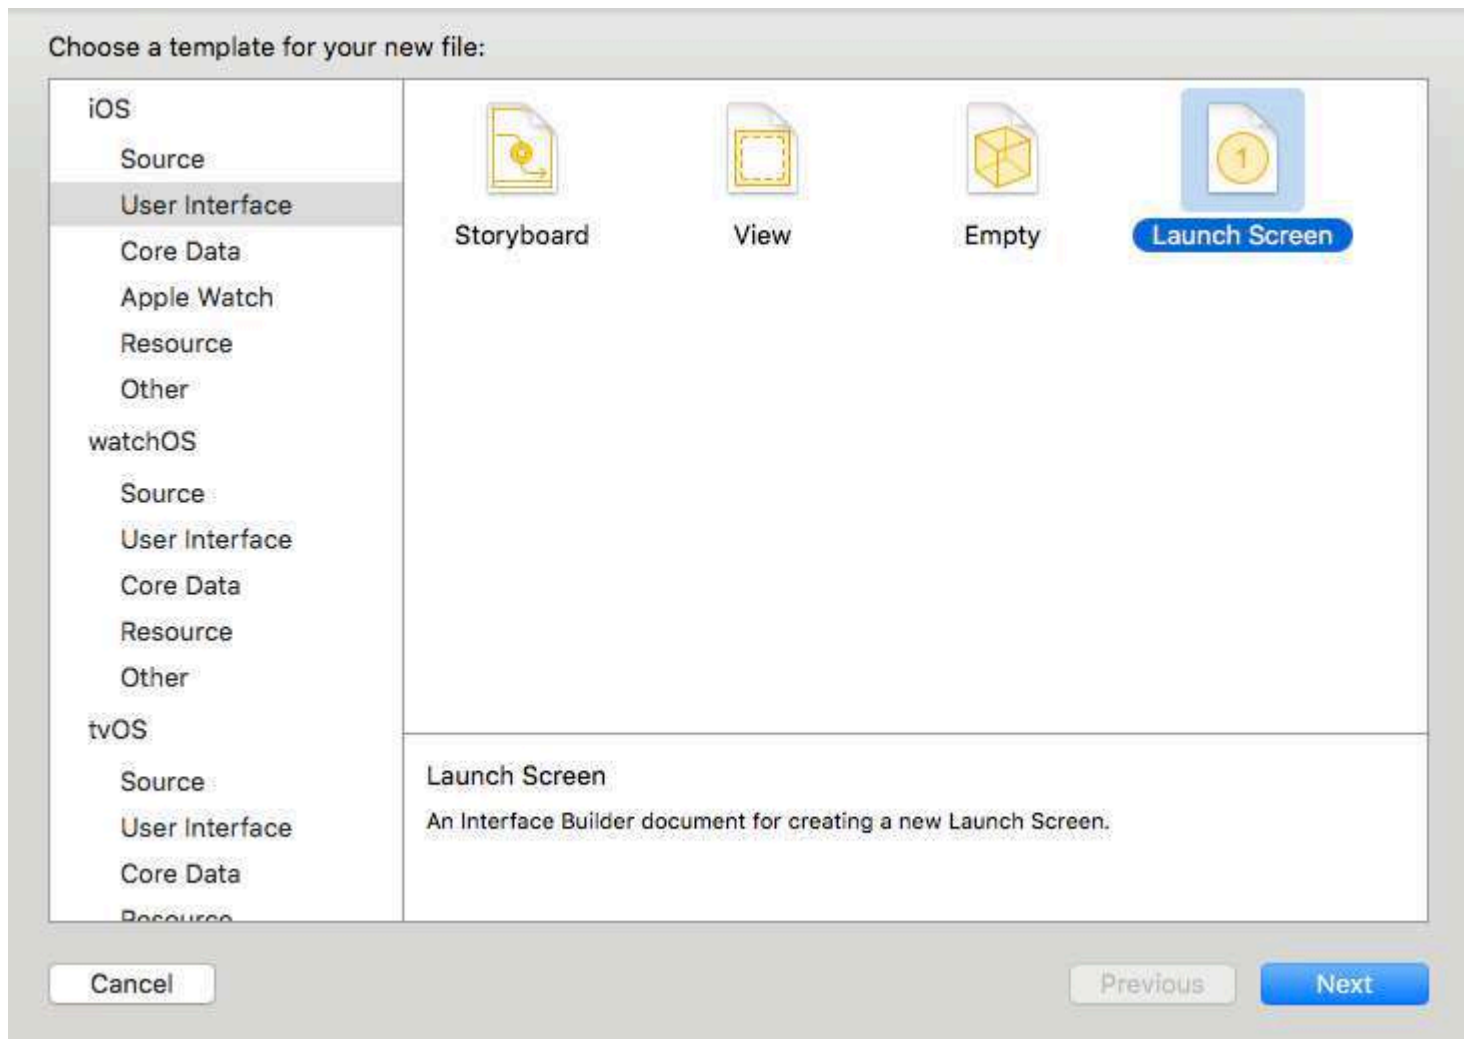 Choose a template for your new file:
iOS
Source
User Interface
Core Data
Apple Watch
Resource
Other
watchOS
Source
User Interface
Core Data
Resource
Other
tvOS
Source
User Interface
Core Data
Resource
Storyboard
View
Empty
1
Launch Screen
Launch Screen
An Interface Builder document for creating a new Launch Screen.
Cancel
Previous
Next